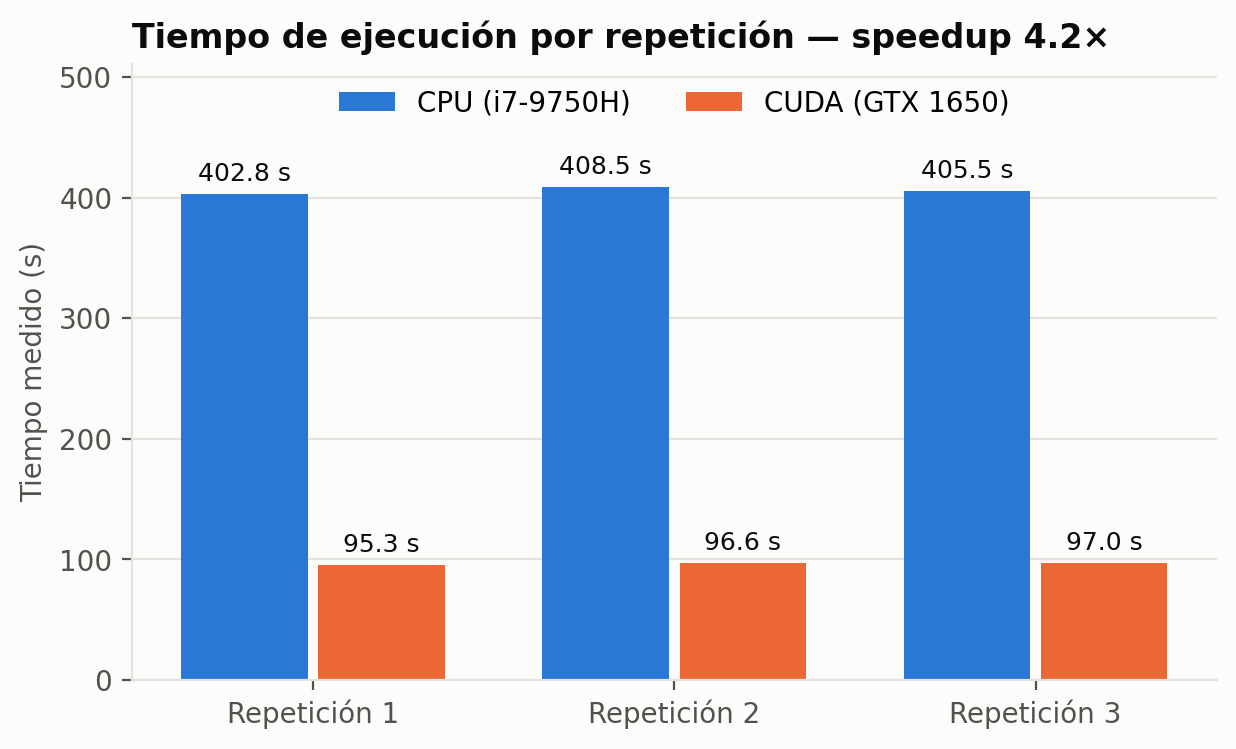 Tiempo de ejecución por repetición — speedup 4.2×
CPU (i7-9750H)
CUDA (GTX 1650)
Tiempo medido (s)
500
400
300
200
100
0
402.8 s
95.3 s
408.5 s
96.6 s
405.5 s
97.0 s
Repetición 1
Repetición 2
Repetición 3